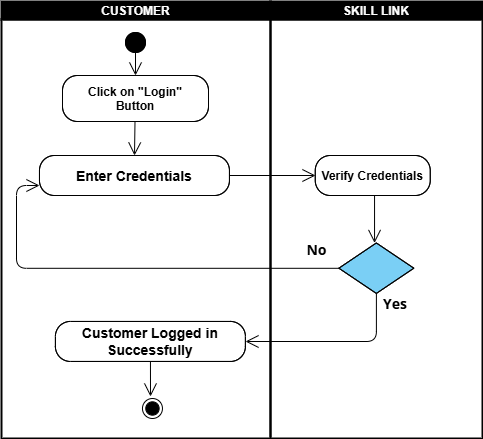 CUSTOMER
SKILL LINK
Click on "Login"
Button
Enter Credentials
Verify Credentials
No
Yes
Customer Logged in
Successfully